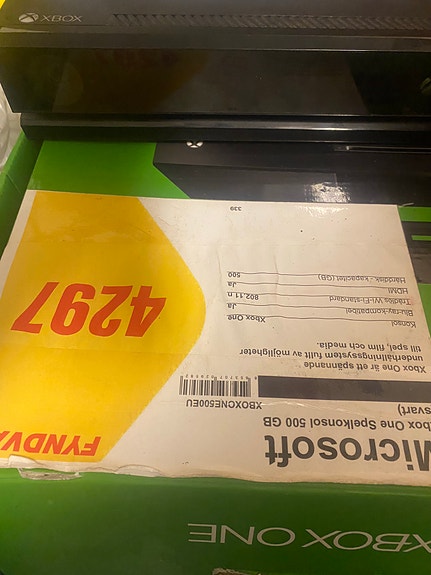 XBOX
XBOX ONE
Microsoft
Xbox One Spelkonsol 500 GB
svart)
XBOXONE500EU
Xbox One är ett spännande
underhållningssystem fullt av möjligheter
till spel, film och media.
Konsol Xbox One
Blu-ray-kompatibel Ja
Trådlös Wi-Fi-standard 802.11 n
HDMI Ja
Hårddisk - kapacitet (GB) 500
339
FYNDVA
4297